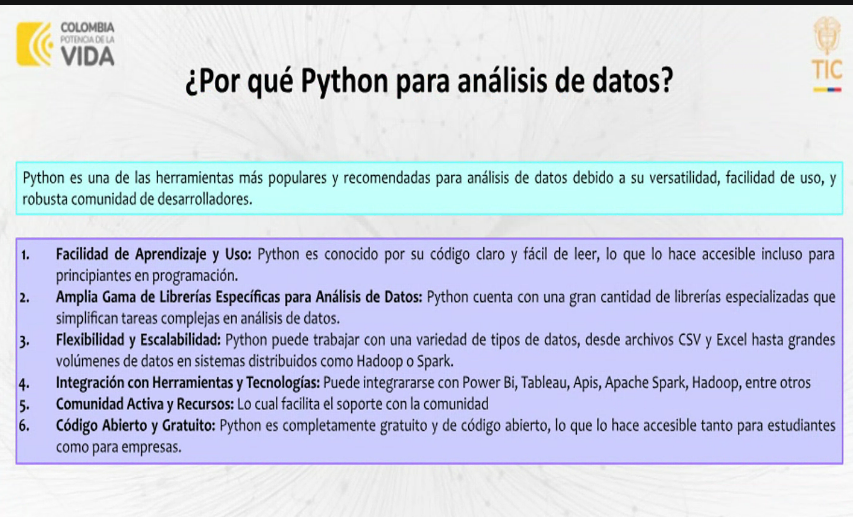 COLOMBIA
POTENCIA DE LA
VIDA
TIC
¿Por qué Python para análisis de datos?
Python es una de las herramientas más populares y recomendadas para análisis de datos debido a su versatilidad, facilidad de uso, y
robusta comunidad de desarrolladores.
1. Facilidad de Aprendizaje y Uso: Python es conocido por su código claro y fácil de leer, lo que lo hace accesible incluso para
principiantes en programación.
2. Amplia Gama de Librerías Específicas para Análisis de Datos: Python cuenta con una gran cantidad de librerías especializadas que
simplifican tareas complejas en análisis de datos.
3. Flexibilidad y Escalabilidad: Python puede trabajar con una variedad de tipos de datos, desde archivos CSV y Excel hasta grandes
volúmenes de datos en sistemas distribuidos como Hadoop o Spark.
4. Integración con Herramientas y Tecnologías: Puede integrararse con Power Bi, Tableau, Apis, Apache Spark, Hadoop, entre otros
5. Comunidad Activa y Recursos: Lo cual facilita el soporte con la comunidad
6. Código Abierto y Gratuito: Python es completamente gratuito y de código abierto, lo que lo hace accesible tanto para estudiantes
como para empresas.